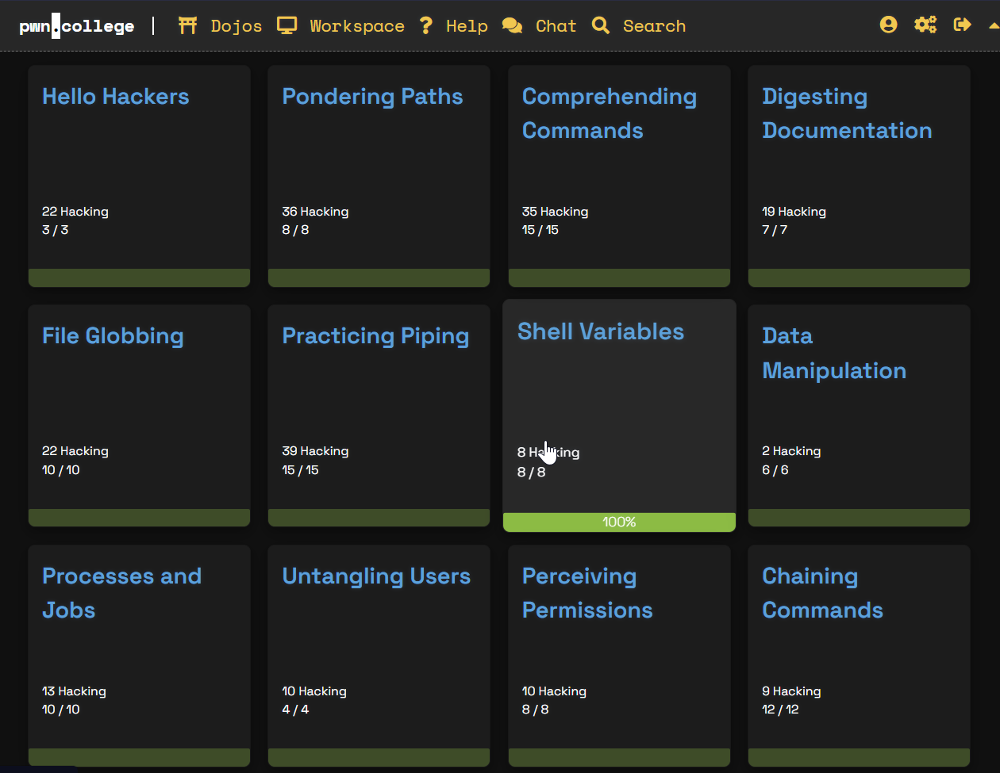 pwn.college | Dojos Workspace Help Chat Search
Hello Hackers
22 Hacking
3 / 3
Pondering Paths
36 Hacking
8 / 8
Comprehending
Commands
35 Hacking
15 / 15
Digesting
Documentation
19 Hacking
7 / 7
File Globbing
22 Hacking
10 / 10
Practicing Piping
39 Hacking
15 / 15
Shell Variables
8 Hacking
8 / 8
100%
Data
Manipulation
2 Hacking
6 / 6
Processes and
Jobs
13 Hacking
10 / 10
Untangling Users
10 Hacking
4 / 4
Perceiving
Permissions
10 Hacking
8 / 8
Chaining
Commands
9 Hacking
12 / 12